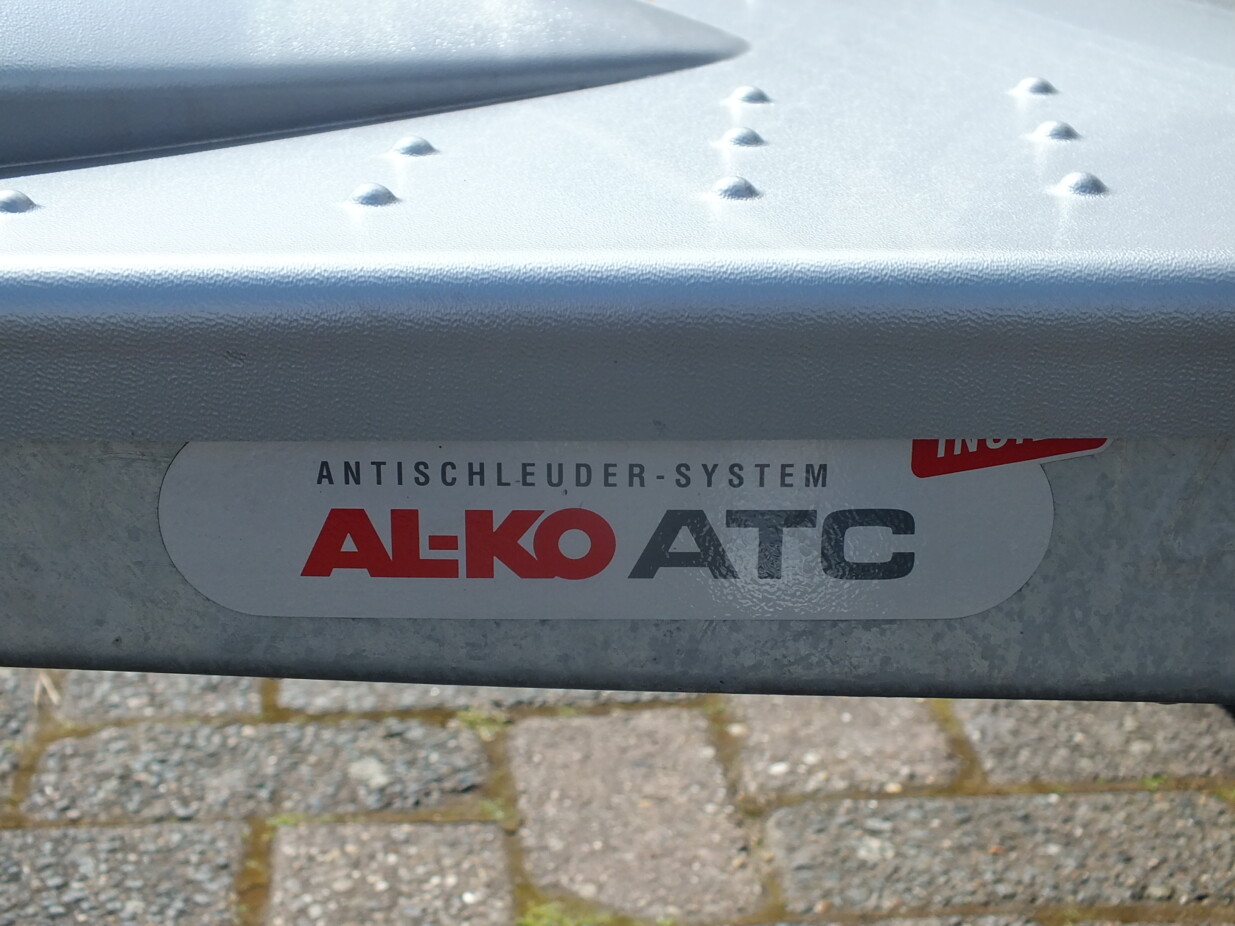 ANTISCHLEUDER-SYSTEM
AL-KO ATC